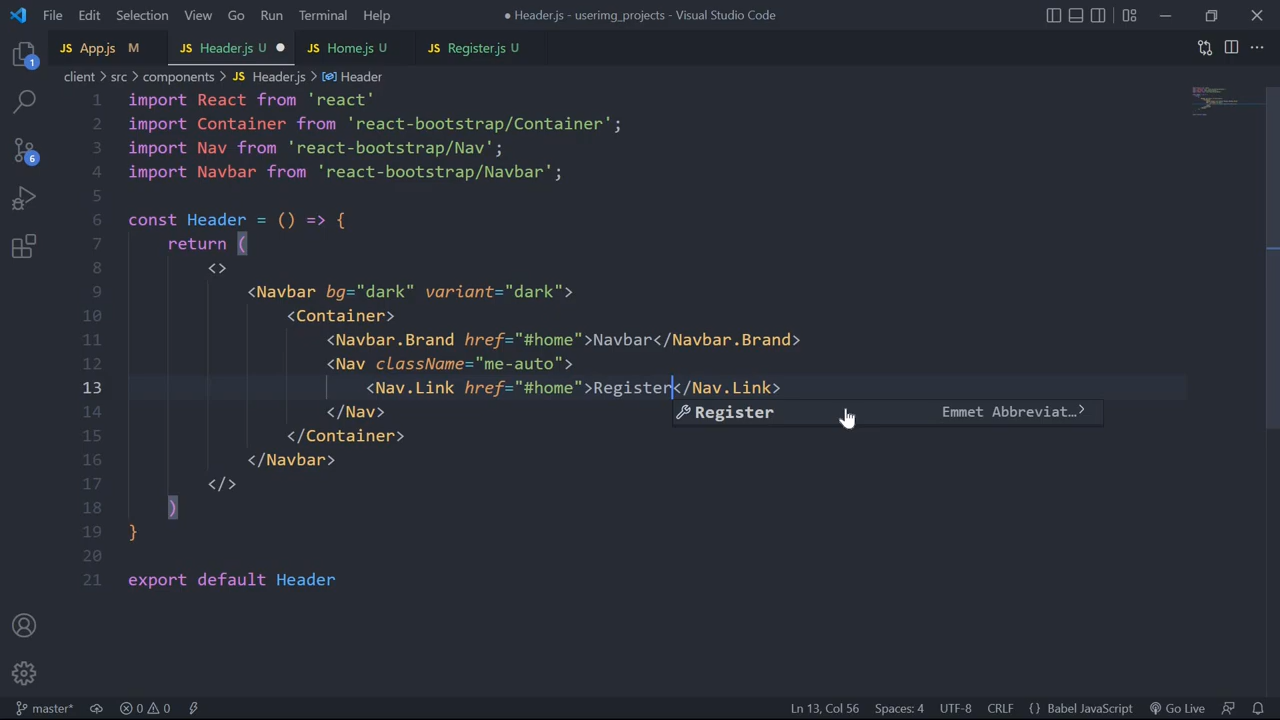 File Edit Selection View Go Run Terminal Help ● Header.js - userimg_projects - Visual Studio Code
JS App.js M JS Header.js U ● JS Home.js U JS Register.js U
1
client > src > components > JS Header.js > Header
1 import React from 'react'
2 import Container from 'react-bootstrap/Container';
3 import Nav from 'react-bootstrap/Nav';
6
4 import Navbar from 'react-bootstrap/Navbar';
5
6 const Header = () => {
7 return (
8 <>
9 <Navbar bg="dark" variant="dark">
10 <Container>
11 <Navbar.Brand href="#home">Navbar</Navbar.Brand>
12 <Nav className="me-auto">
13 <Nav.Link href="#home">Register</Nav.Link>
Register Emmet Abbreviat…
14 </Nav>
15 </Container>
16 </Navbar>
17 </>
18 )
19 }
20
21 export default Header
master* 0 0 Ln 13, Col 56 Spaces: 4 UTF-8 CRLF {} Babel JavaScript Go Live